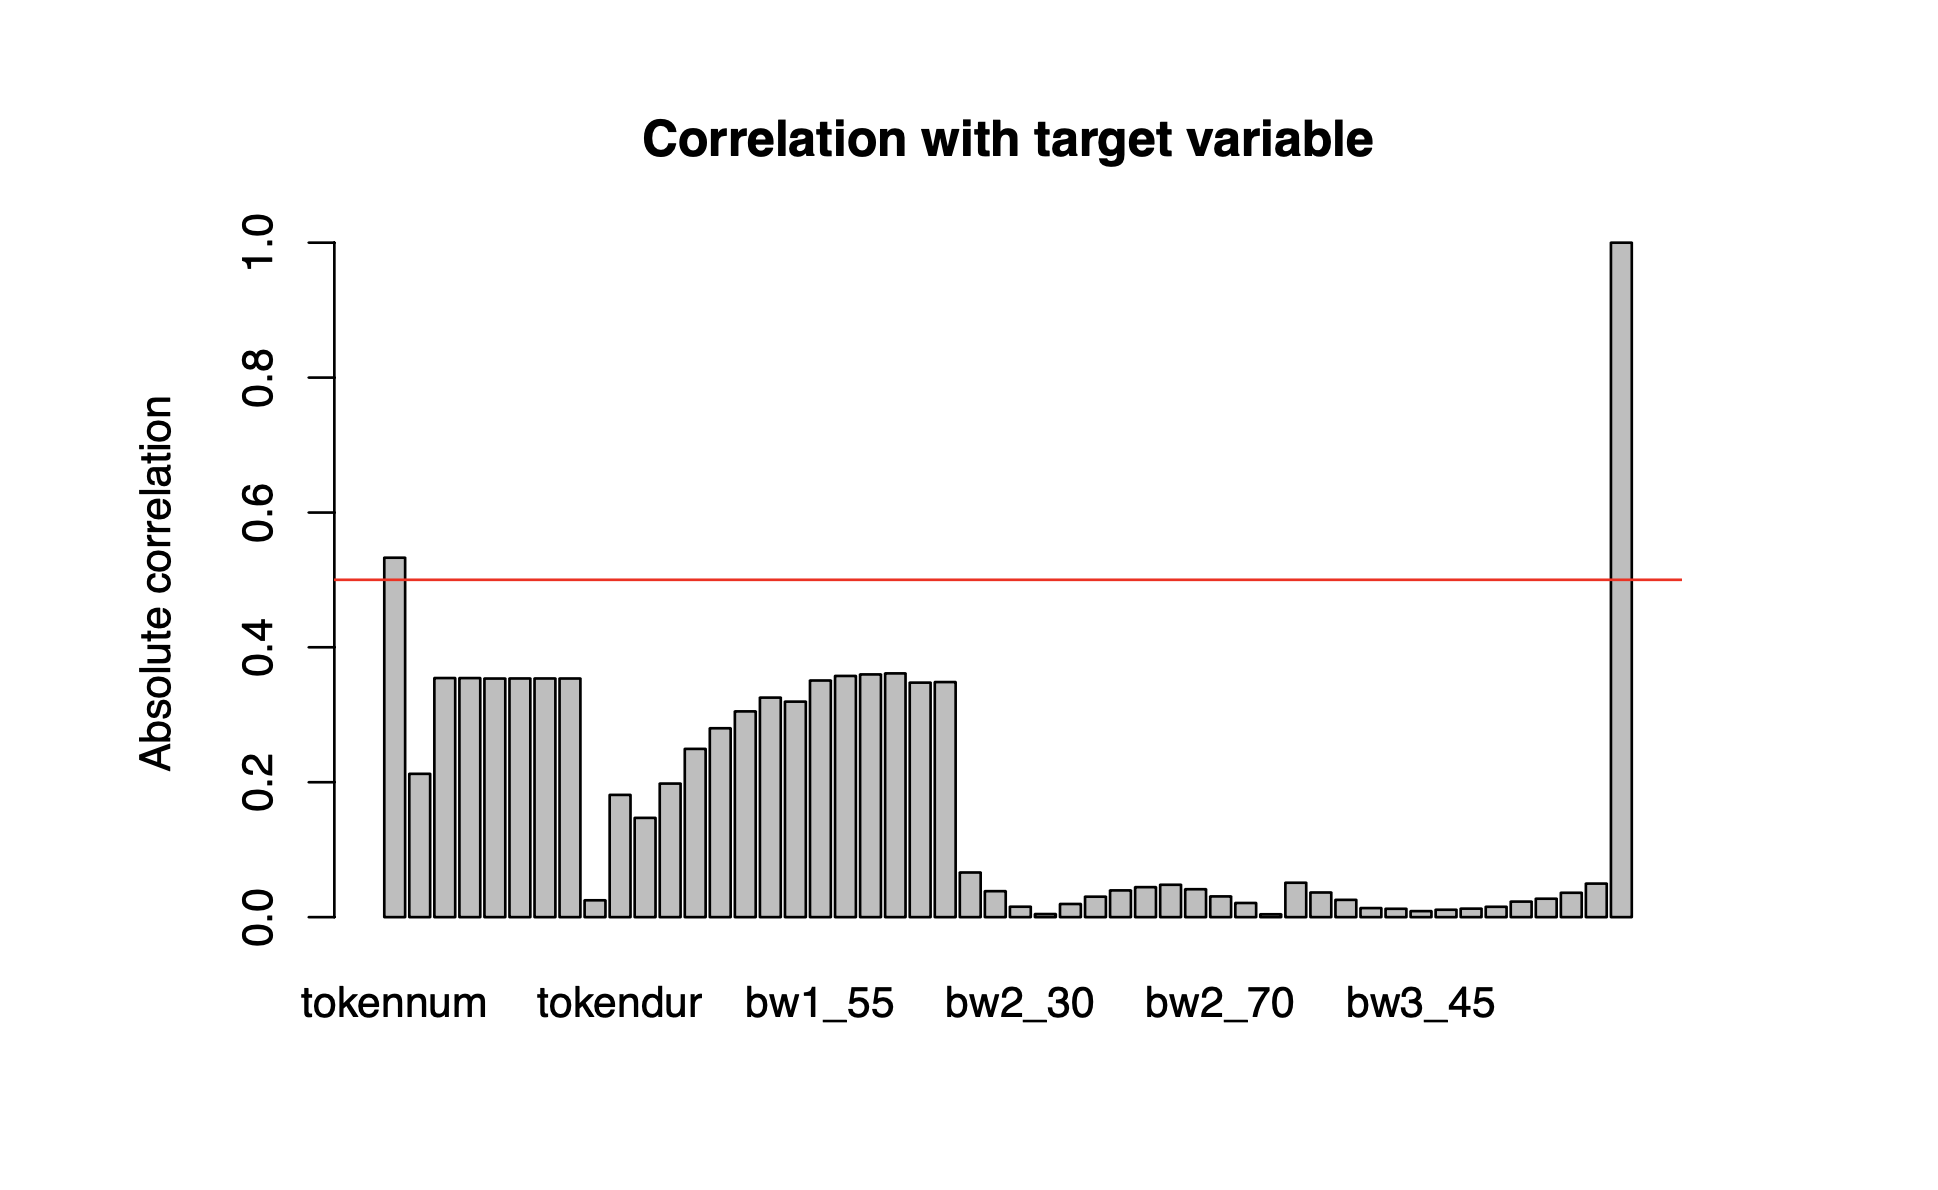 Correlation with target variable
Absolute correlation
1.0
0.8
0.6
0.4
0.2
0.0
tokennum tokendur bw1_55 bw2_30 bw2_70 bw3_45